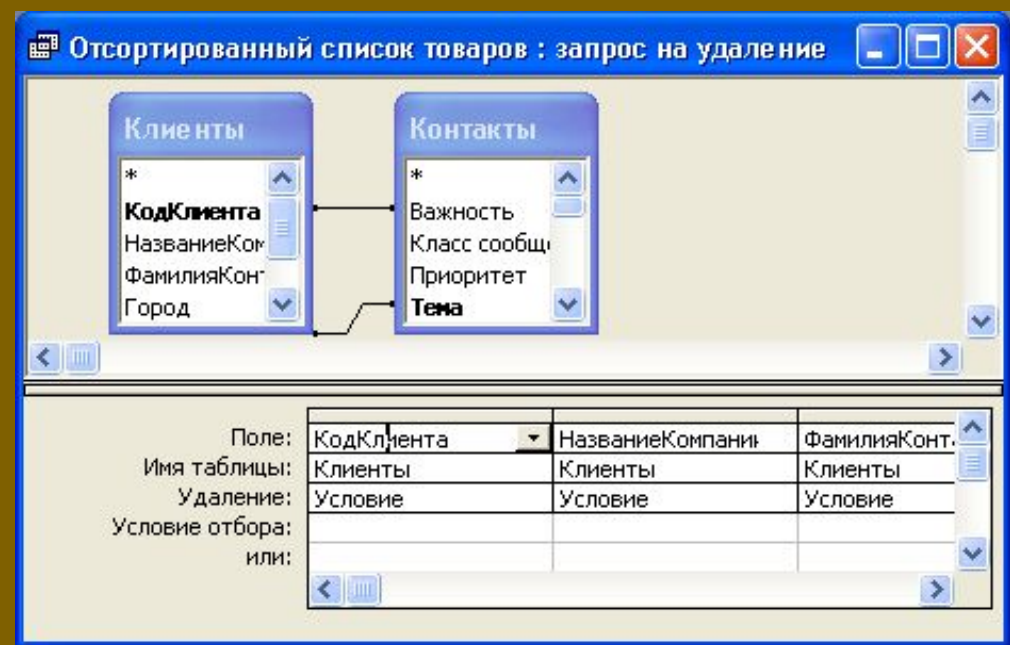 Отсортированный список товаров : запрос на удаление
Клиенты
*
КодКлиента
НазваниеКом
ФамилияКонт
Город
Контакты
*
Важность
Класс сообщ
Приоритет
Тема
Поле: КодКлиента НазваниеКомпании ФамилияКонт
Имя таблицы: Клиенты Клиенты Клиенты
Удаление: Условие Условие Условие
Условие отбора:
или: